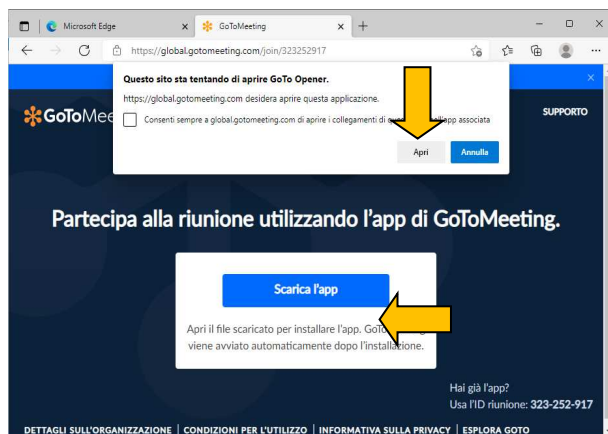 Microsoft Edge
GoToMeeting
https://global.gotomeeting.com/join/323252917
Questo sito sta tentando di aprire GoTo Opener.
https://global.gotomeeting.com desidera aprire questa applicazione.
Consenti sempre a global.gotomeeting.com di aprire i collegamenti di app associata
Apri
Annulla
GoToMee
SUPPORTO
Partecipa alla riunione utilizzando l'app di GoToMeeting.
Scarica l'app
Apri il file scaricato per installare l'app.
viene avviato automaticamente dopo l'installazione.
Hai già l'app?
Usa l'ID riunione: 323-252-917
DETTAGLI SULL'ORGANIZZAZIONE | CONDIZIONI PER L'UTILIZZO | INFORMATIVA SULLA PRIVACY | ESPLORA GOTO